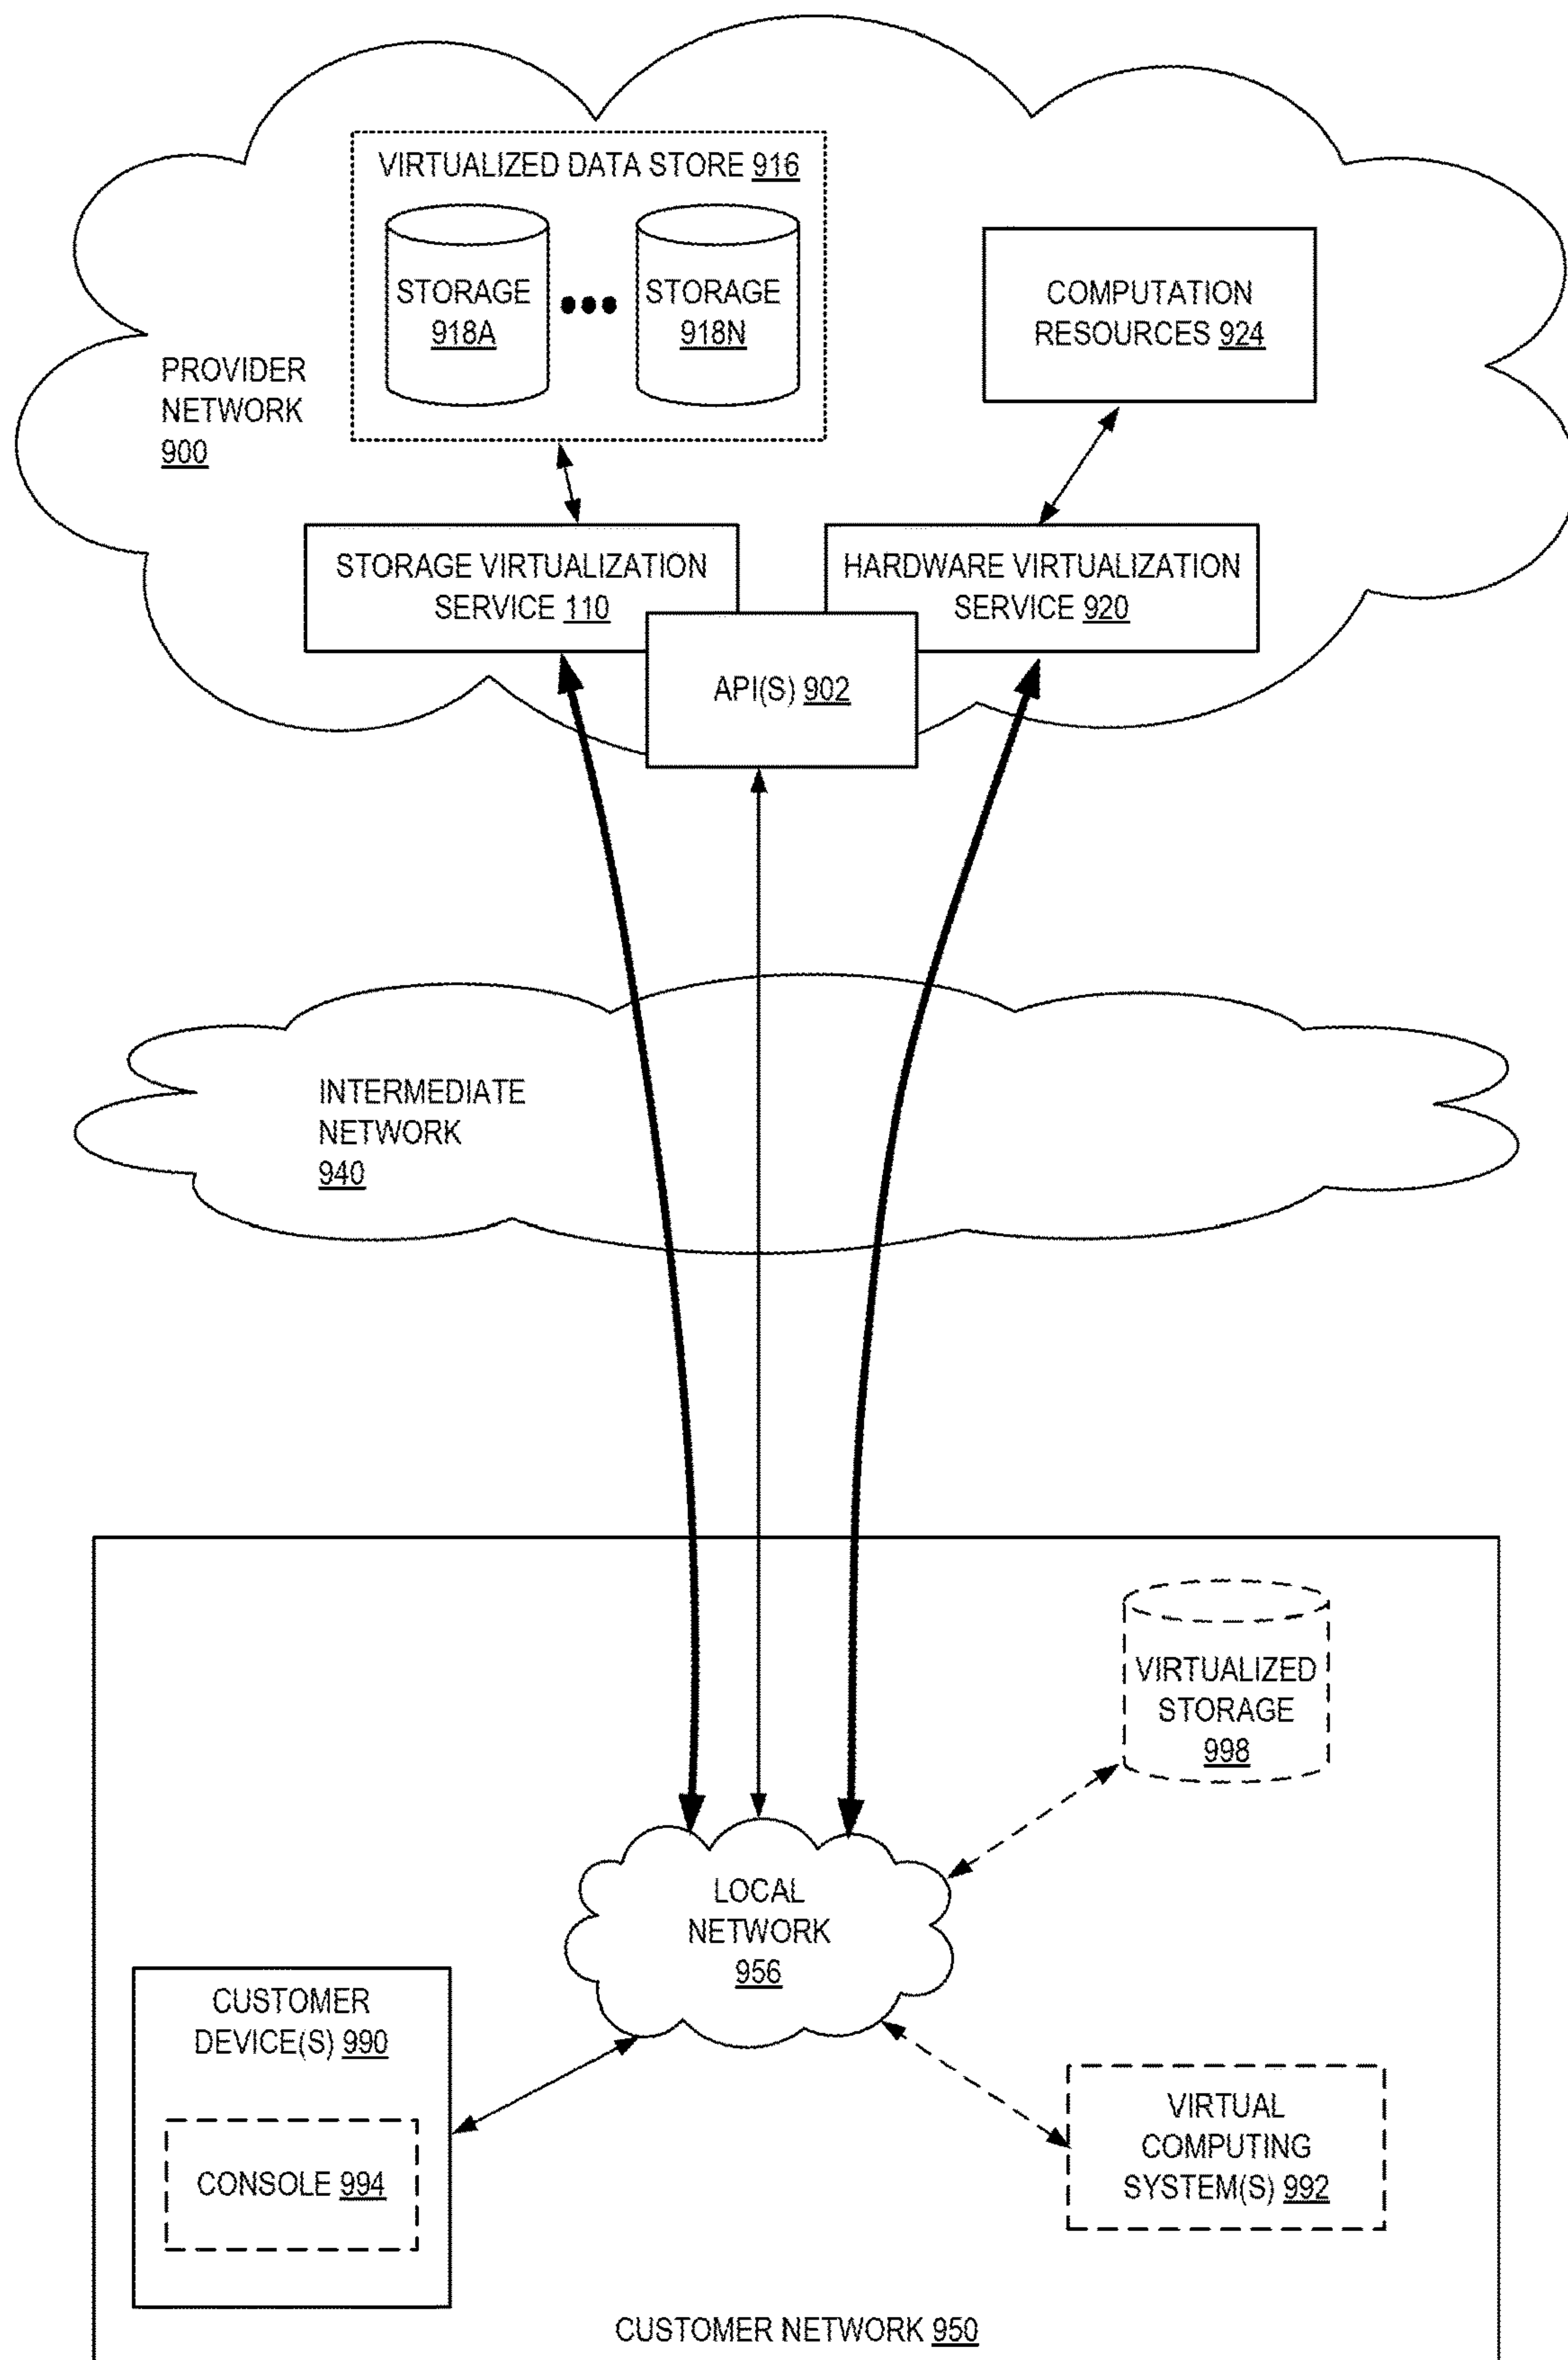 VIRTUALIZED DATA STORE 916
STORAGE
918A
STORAGE
918N
COMPUTATION
RESOURCES 924
PROVIDER
NETWORK
900
STORAGE VIRTUALIZATION
SERVICE 110
HARDWARE VIRTUALIZATION
SERVICE 920
API(S) 902
INTERMEDIATE
NETWORK
940
VIRTUALIZED
STORAGE
998
LOCAL
NETWORK
956
CUSTOMER
DEVICE(S) 990
CONSOLE 994
VIRTUAL
COMPUTING
SYSTEM(S) 992
CUSTOMER NETWORK 950